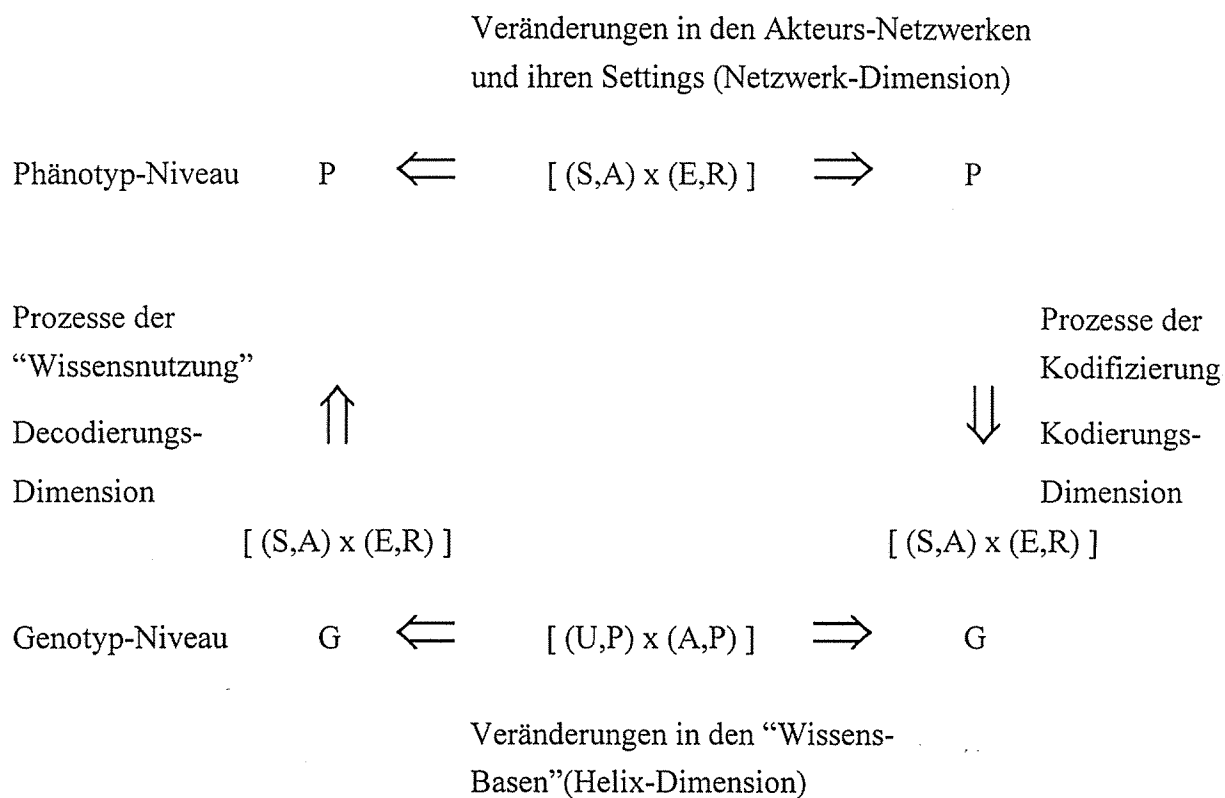 Veränderungen in den Akteurs-Netzwerken
und ihren Settings (Netzwerk-Dimension)
Phänotyp-Niveau P ⇐ [ (S,A) x (E,R) ] ⇒ P
Prozesse der Prozesse der
“Wissensnutzung” Kodifizierung
Decodierungs- ⇑ ⇓ Kodierungs-
Dimension Dimension
[ (S,A) x (E,R) ] [ (S,A) x (E,R) ]
Genotyp-Niveau G ⇐ [ (U,P) x (A,P) ] ⇒ G
Veränderungen in den “Wissens-
Basen”(Helix-Dimension)